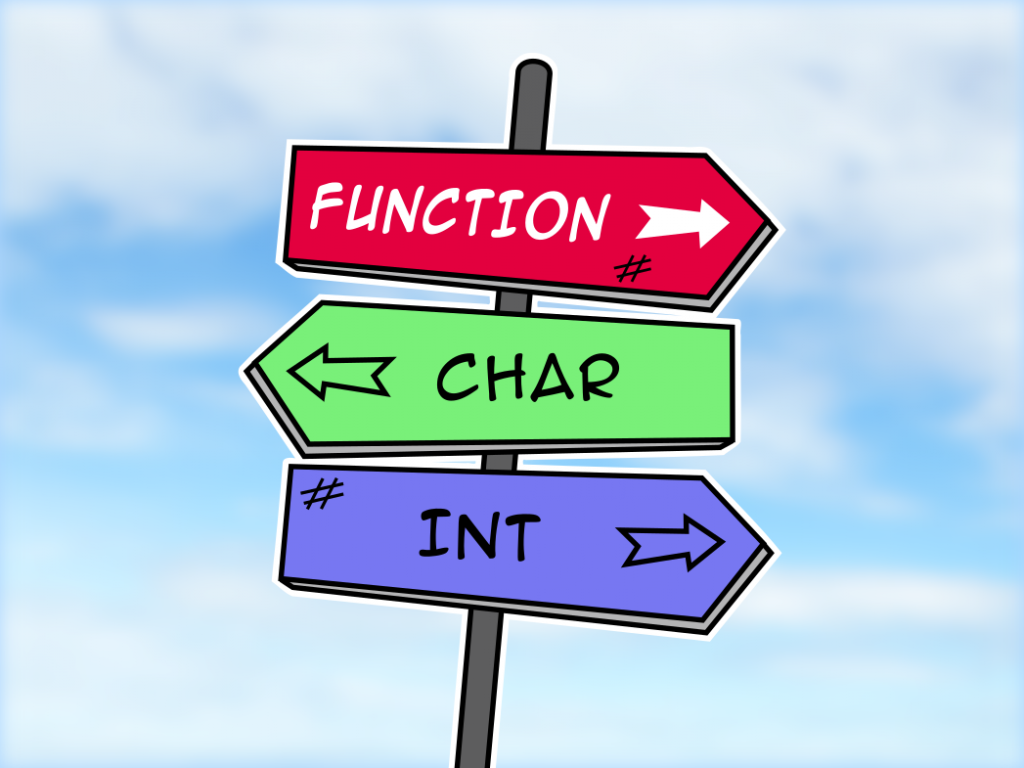 FUNCTION
#
CHAR
#
INT